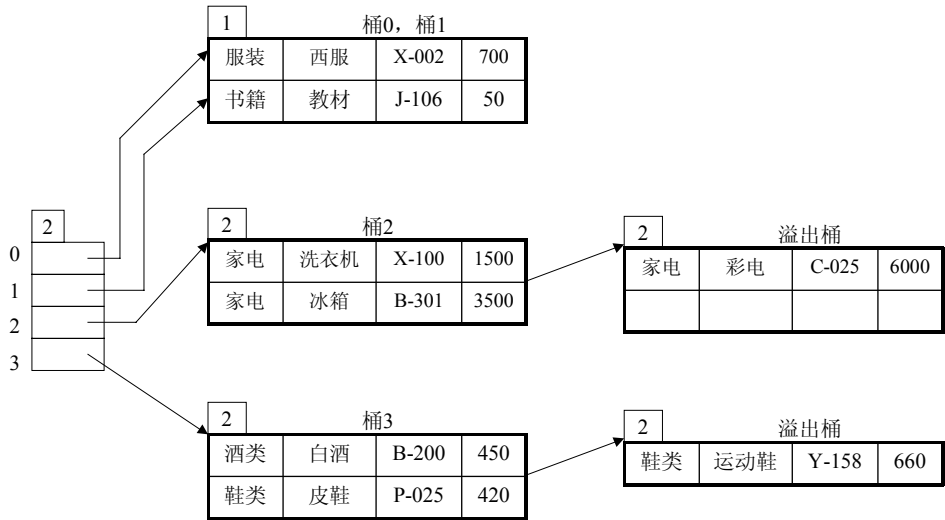 1 桶0,桶1
服装 西服 X-002 700
书籍 教材 J-106 50
2
0
1
2
3
2 桶2
家电 洗衣机 X-100 1500
家电 冰箱 B-301 3500
2 溢出桶
家电 彩电 C-025 6000
2 桶3
酒类 白酒 B-200 450
鞋类 皮鞋 P-025 420
2 溢出桶
鞋类 运动鞋 Y-158 660